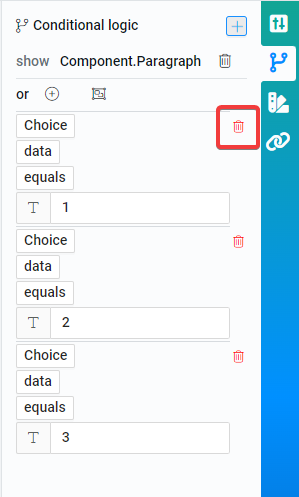 Conditional logic
show Component.Paragraph
or
Choice
data
equals
T 1
Choice
data
equals
T 2
Choice
data
equals
T 3